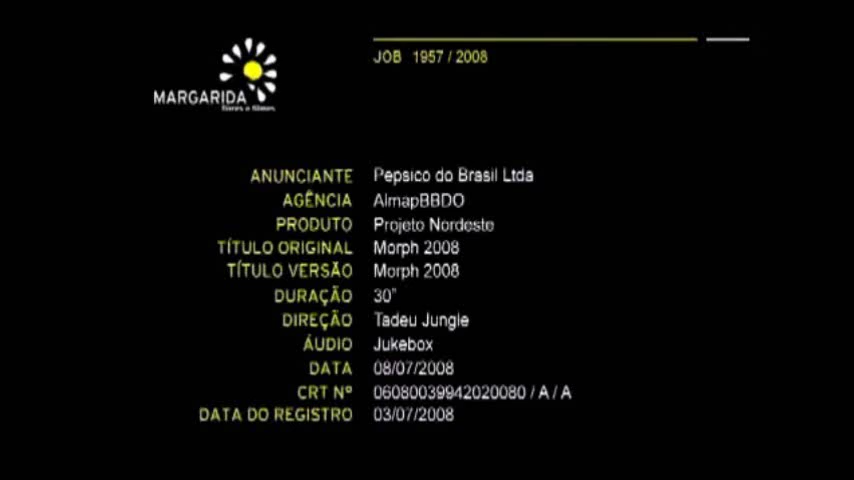 JOB 1957 / 2008
MARGARIDA
flores e filmes
ANUNCIANTE Pepsico do Brasil Ltda
AGÊNCIA AlmapBBDO
PRODUTO Projeto Nordeste
TÍTULO ORIGINAL Morph 2008
TÍTULO VERSÃO Morph 2008
DURAÇÃO 30"
DIREÇÃO Tadeu Jungle
ÁUDIO Jukebox
DATA 08/07/2008
CRT Nº 06080039942020080 / A / A
DATA DO REGISTRO 03/07/2008